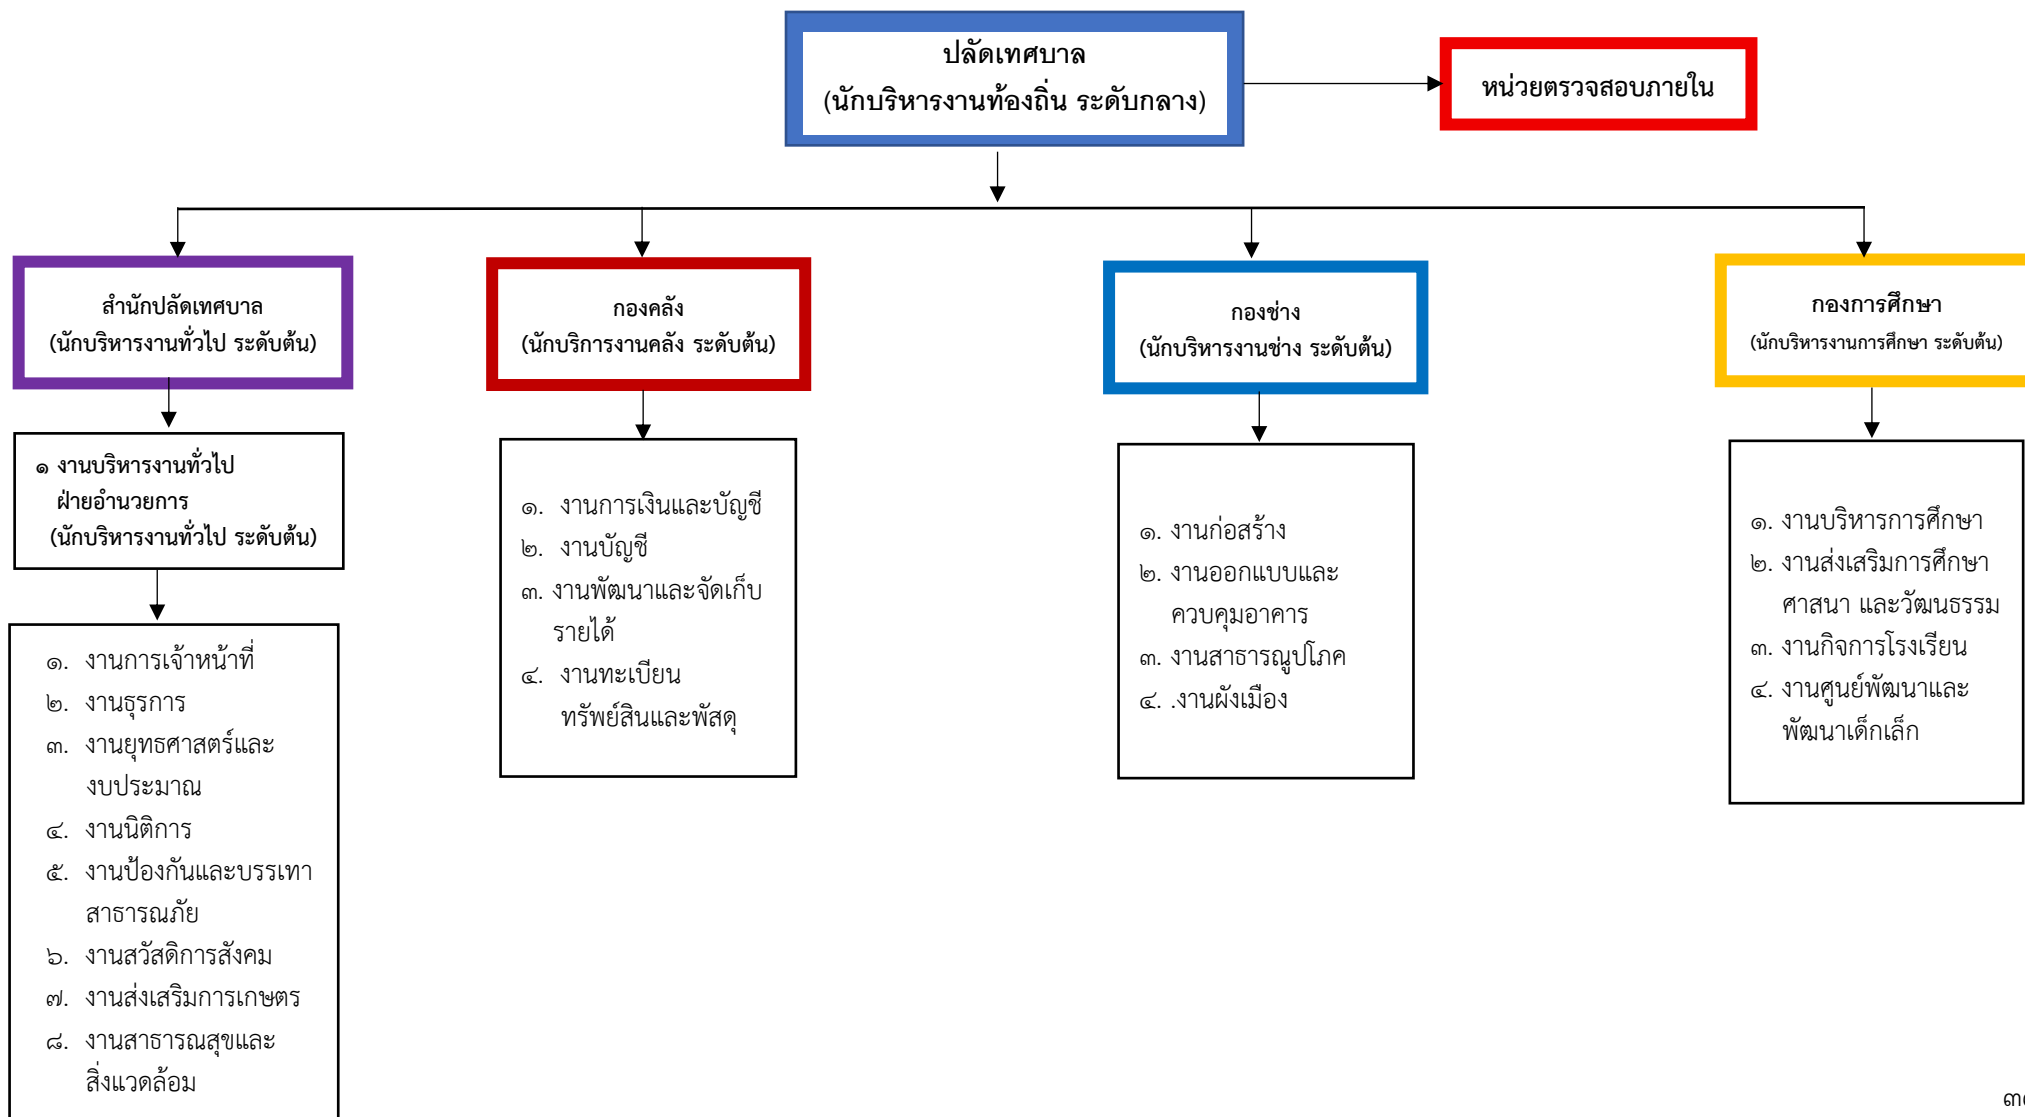 ปลัดเทศบาล
(นักบริหารงานท้องถิ่น ระดับกลาง)
หน่วยตรวจสอบภายใน
สำนักปลัดเทศบาล
(นักบริหารงานทั่วไป ระดับต้น)
กองคลัง
(นักบริการงานคลัง ระดับต้น)
กองช่าง
(นักบริหารงานช่าง ระดับต้น)
กองการศึกษา
(นักบริหารงานการศึกษา ระดับต้น)
๑ งานบริหารงานทั่วไป
ฝ่ายอำนวยการ
(นักบริหารงานทั่วไป ระดับต้น)
๑. งานการเจ้าหน้าที่
๒. งานธุรการ
๓. งานยุทธศาสตร์และ
งบประมาณ
๔. งานนิติการ
๕. งานป้องกันและบรรเทา
สาธารณภัย
๖. งานสวัสดิการสังคม
๗. งานส่งเสริมการเกษตร
๘. งานสาธารณสุขและ
สิ่งแวดล้อม
๑. งานการเงินและบัญชี
๒. งานบัญชี
๓. งานพัฒนาและจัดเก็บ
รายได้
๔. งานทะเบียน
ทรัพย์สินและพัสดุ
๑. งานก่อสร้าง
๒. งานออกแบบและ
ควบคุมอาคาร
๓. งานสาธารณูปโภค
๔. .งานผังเมือง
๑. งานบริหารการศึกษา
๒. งานส่งเสริมการศึกษา
ศาสนา และวัฒนธรรม
๓. งานกิจการโรงเรียน
๔. งานศูนย์พัฒนาและ
พัฒนาเด็กเล็ก